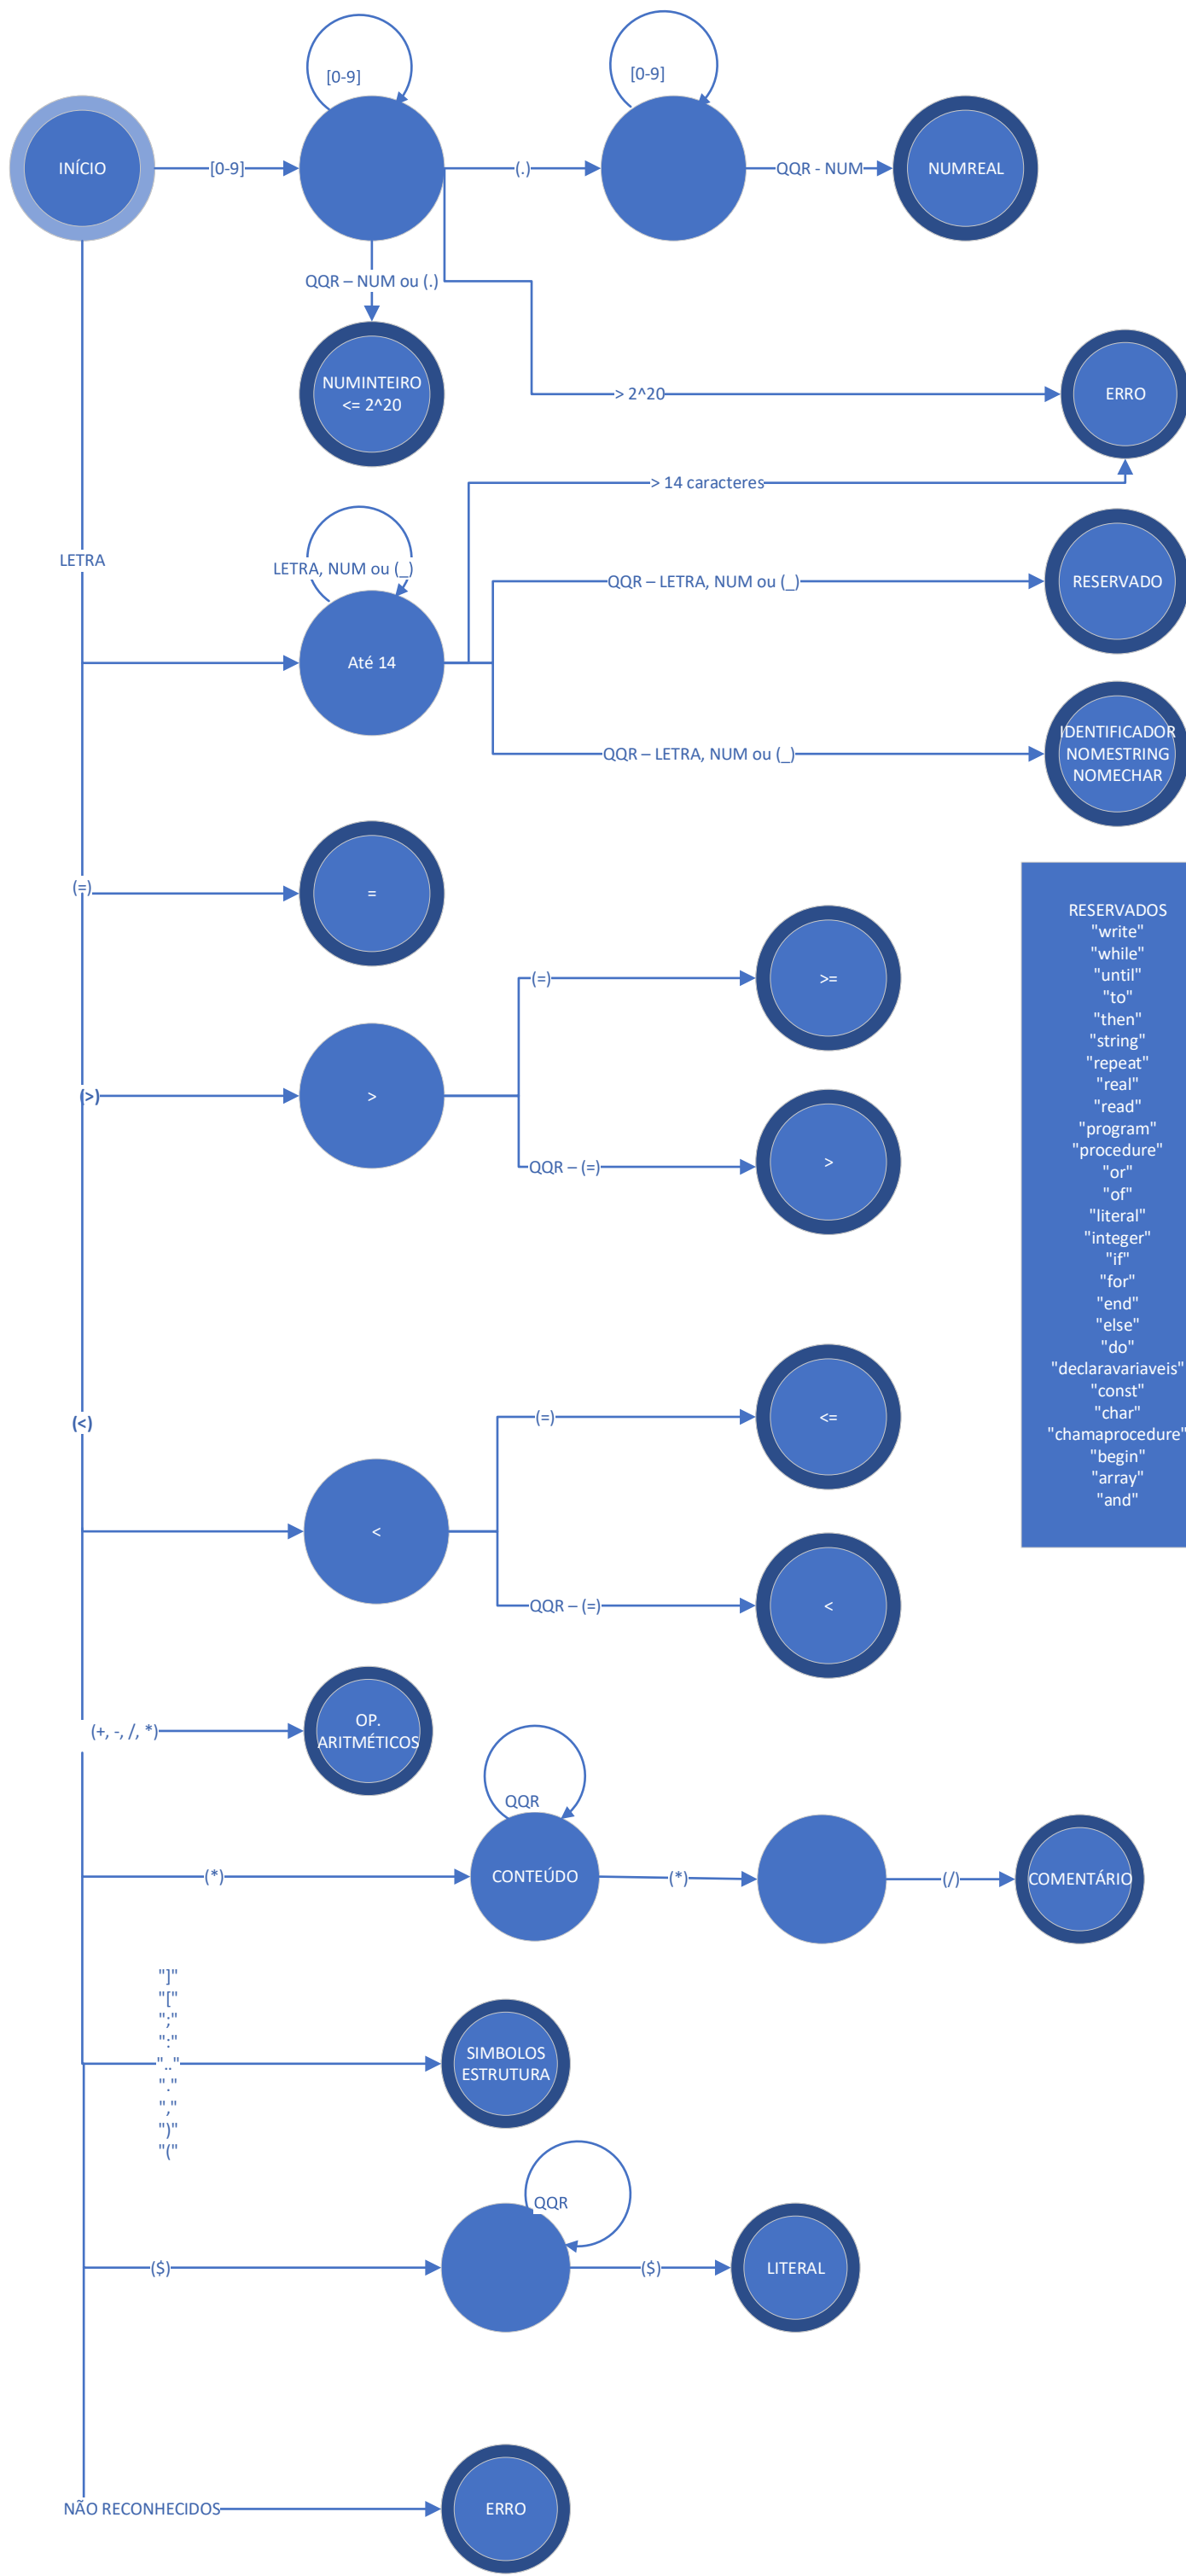 [0-9]
[0-9]
INÍCIO
[0-9]
(.)
QQR - NUM
NUMREAL
QQR – NUM ou (.)
NUMINTEIRO
<= 2^20
> 2^20
ERRO
> 14 caracteres
LETRA
LETRA, NUM ou (_)
QQR – LETRA, NUM ou (_)
RESERVADO
Até 14
QQR – LETRA, NUM ou (_)
IDENTIFICADOR
NOMESTRING
NOMECHAR
(=)
=
RESERVADOS
"write"
"while"
"until"
"to"
"then"
"string"
"repeat"
"real"
"read"
"program"
"procedure"
"or"
"of"
"literal"
"integer"
"if"
"for"
"end"
"else"
"do"
"declaravariaveis"
"const"
"char"
"chamaprocedure"
"begin"
"array"
"and"
(=)
>=
(>)
>
QQR – (=)
>
(<)
(=)
<=
<
QQR – (=)
<
(+, -, /, *)
OP.
ARITMÉTICOS
QQR
(*)
CONTEÚDO
(*)
(/)
COMENTÁRIO
"]"
"["
";"
":"
".."
"."
","
")"
"("
SIMBOLOS
ESTRUTURA
QQR
($)
($)
LITERAL
NÃO RECONHECIDOS
ERRO